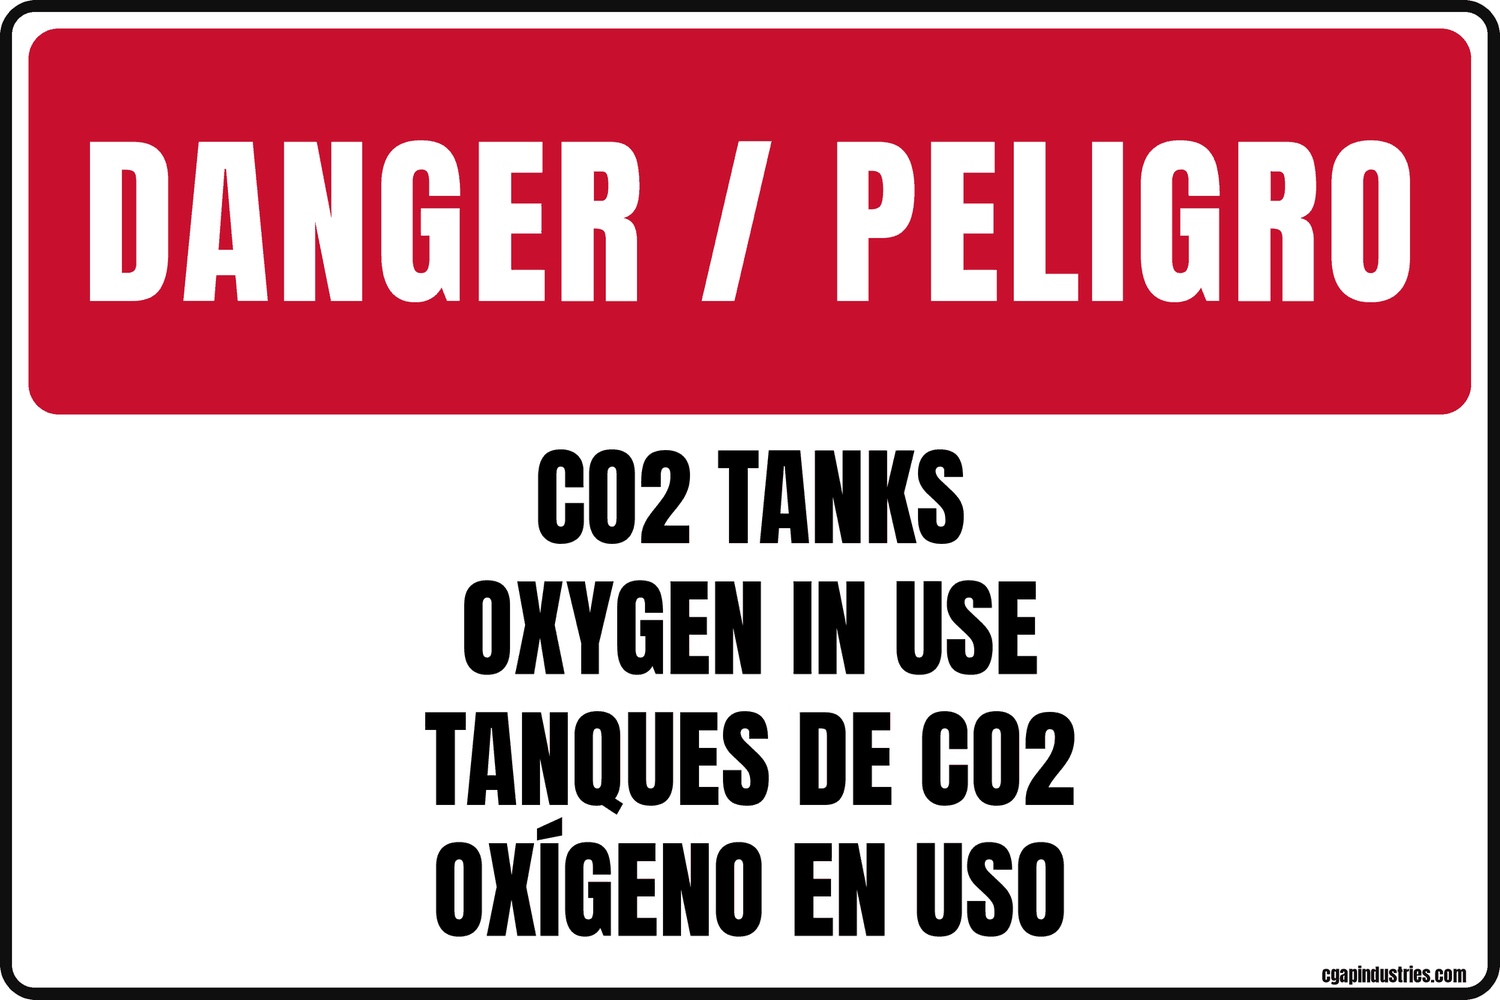 DANGER / PELIGRO
CO2 TANKS
OXYGEN IN USE
TANQUES DE CO2
OXÍGENO EN USO
cgapindustries.com